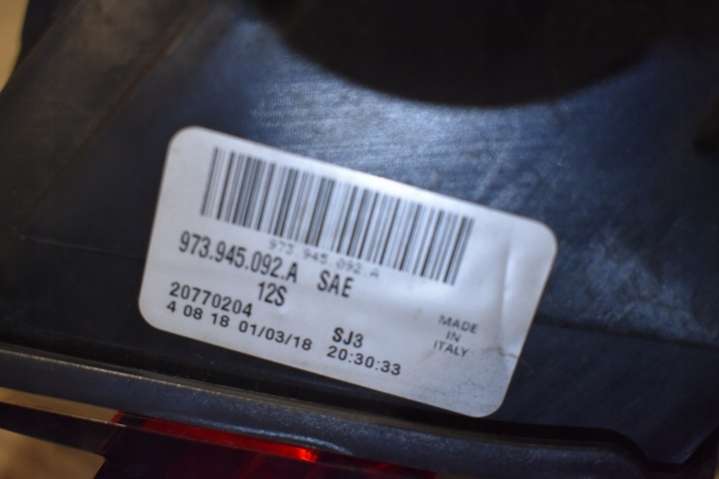 973.945.092.A
973.945.092.A SAE
12S
20770204 SJ3
4 08 18 01/03/18 20:30:33
MADE
IN
ITALY